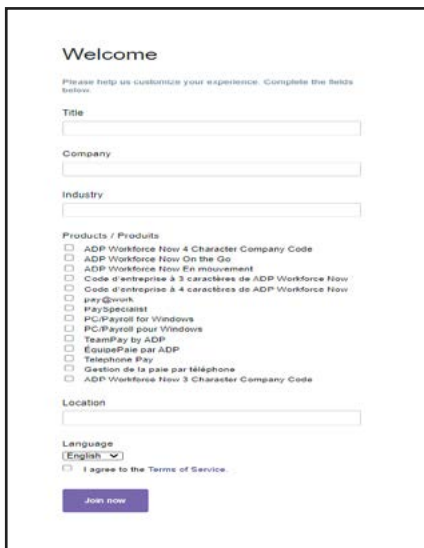 Welcome
Please help us customize your experience. Complete the fields
below.
Title
Company
Industry
Products / Produits
ADP Workforce Now 4 Character Company Code
ADP Workforce Now On the Go
ADP Workforce Now En mouvement
Code d'entreprise à 3 caractères de ADP Workforce Now
Code d'entreprise à 4 caractères de ADP Workforce Now
pay@work
PaySpecialist
PC/Payroll for Windows
PC/Payroll pour Windows
TeamPay by ADP
ÉquipePaie par ADP
Telephone Pay
Gestion de la paie par téléphone
ADP Workforce Now 3 Character Company Code
Location
Language
English
I agree to the Terms of Service.
Join now